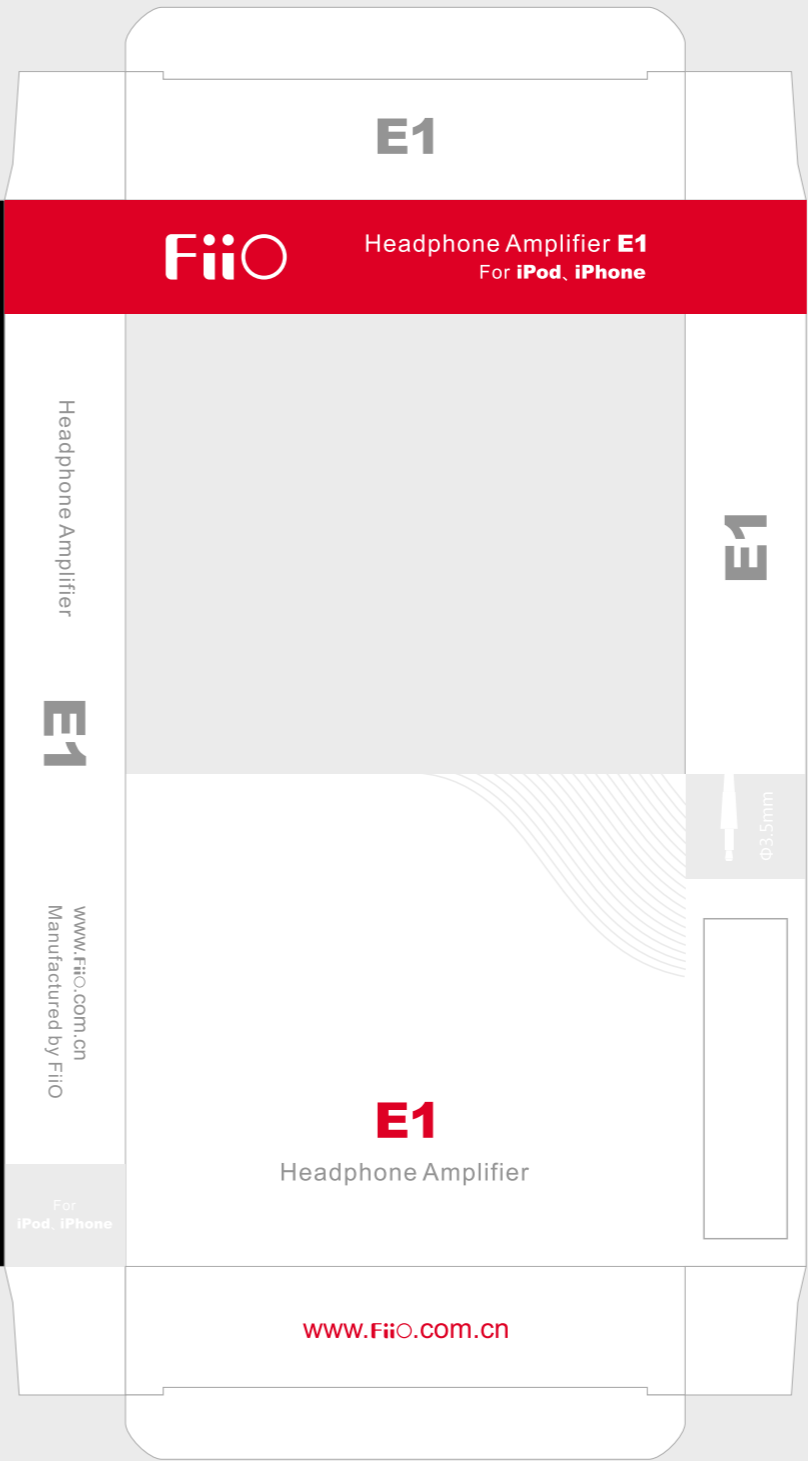 E1
FiiO
Headphone Amplifier E1
For iPod、iPhone
Headphone Amplifier
E1
www.FiiO.com.cn
Manufactured by FiiO
For
iPod、iPhone
E1
Φ3.5mm
E1
Headphone Amplifier
www.FiiO.com.cn